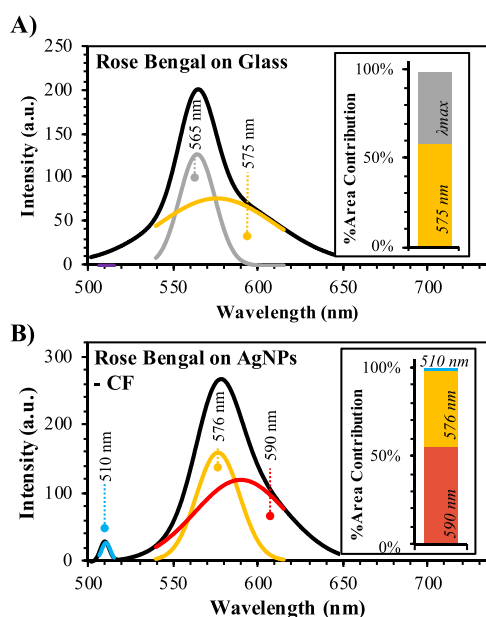 A)
Rose Bengal on Glass
Intensity (a.u.)
250
200
150
100
50
0
565 nm
575 nm
%Area Contribution
100%
50%
0%
λmax
575 nm
500
550
600
650
700
Wavelength (nm)
B)
Rose Bengal on AgNPs
- CF
Intensity (a.u.)
300
200
100
0
510 nm
576 nm
590 nm
%Area Contribution
100%
50%
0%
510 nm
576 nm
590 nm
500
550
600
650
700
Wavelength (nm)